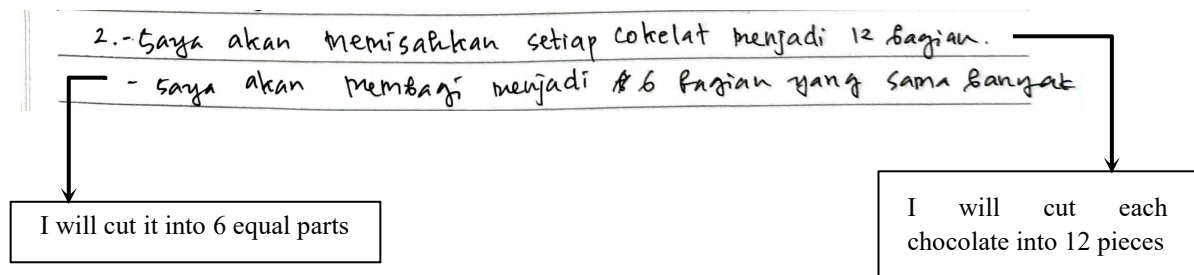 2. - Saya akan memisahkan setiap cokelat menjadi 12 bagian.
- Saya akan membagi menjadi 6 bagian yang sama banyak
I will cut it into 6 equal parts
I will cut each
chocolate into 12 pieces